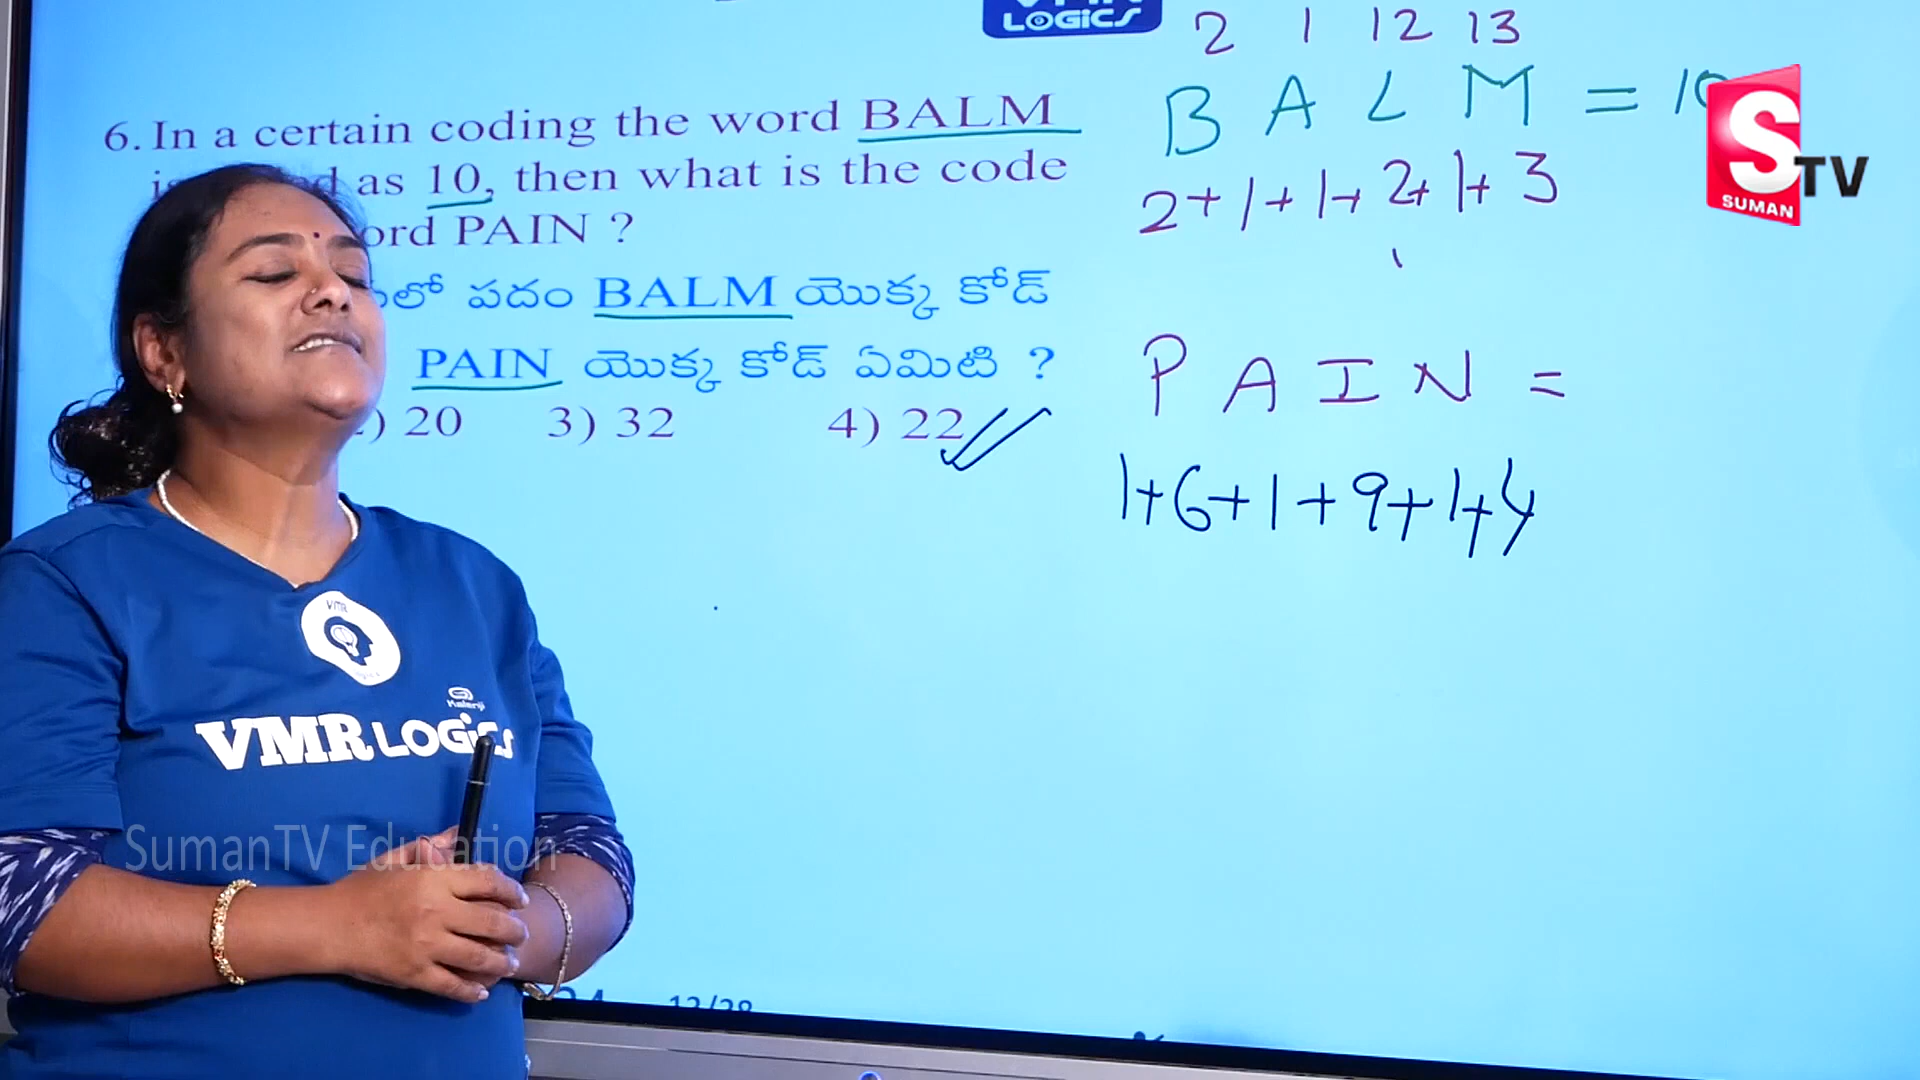 LOGiCS
2 1 12 13
6. In a certain coding the word BALM
B A L M = 10
as 10, then what is the code
2+1+1+2+1+3
PAIN ?
S TV
SUMAN
పదం BALM యొక్క కోడ్
PAIN యొక్క కోడ్ ఏమిటి ?
P A I N =
) 20 3) 32 4) 22
1+6+1+9+1+4
VMR
VMR LOGiCS
SumanTV Education